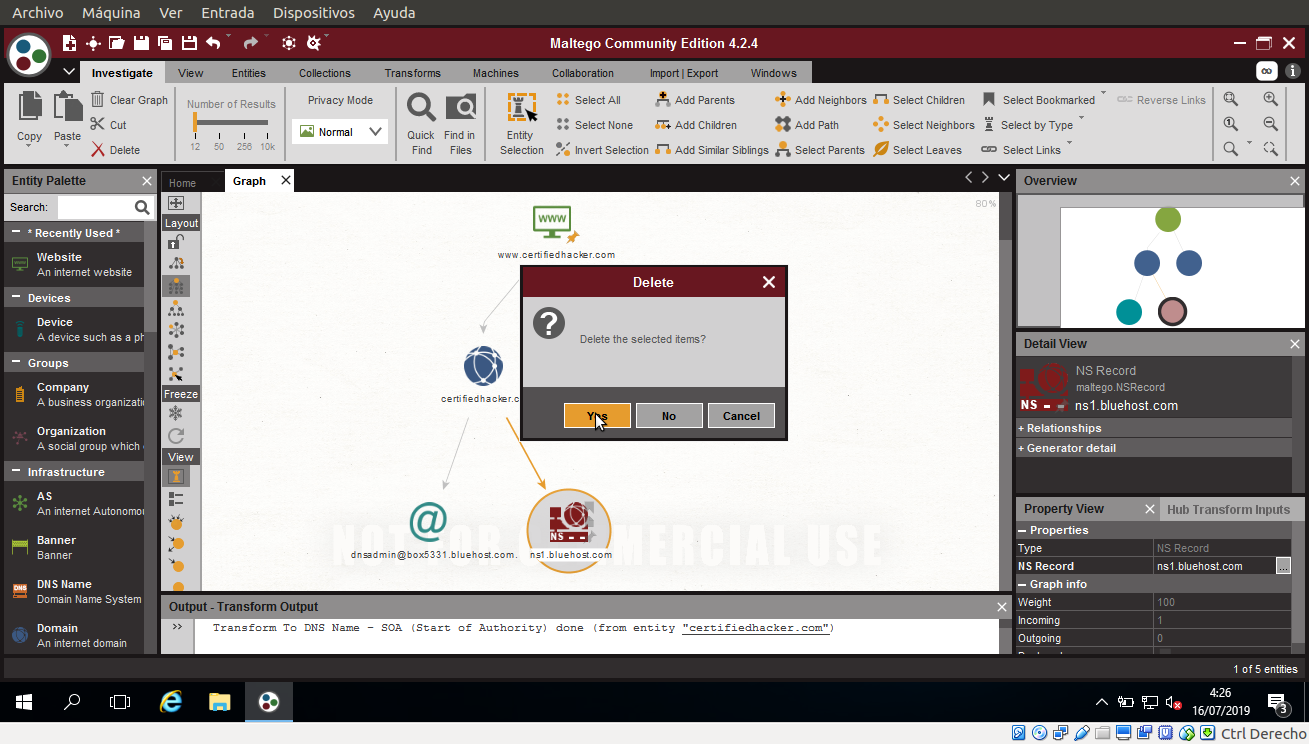 Archivo Máquina Ver Entrada Dispositivos Ayuda
Maltego Community Edition 4.2.4
Investigate View Entities Collections Transforms Machines Collaboration Import | Export Windows
Copy
Paste
Clear Graph
Cut
Delete
Number of Results
12 50 256 10k
Privacy Mode
Normal
Quick Find
Find in Files
Entity Selection
Select All
Select None
Invert Selection
Add Parents
Add Children
Add Similar Siblings
Add Neighbors
Add Path
Select Parents
Select Children
Select Neighbors
Select Leaves
Select Bookmarked
Select by Type
Select Links
Reverse Links
Entity Palette
Search:
* Recently Used *
Website
An internet website
Devices
Device
A device such as a ph
Groups
Company
A business organizati
Organization
A social group which
Infrastructure
AS
An internet Autonomo
Banner
Banner
DNS
DNS Name
Domain Name System
Domain
An internet domain
Home Graph
Layout
Freeze
View
80%
www
www.certifiedhacker.com
certifiedhacker.c
@
dnsadmin@box5331.bluehost.com.
NS
ns1.bluehost.com
NOT FOR COMMERCIAL USE
Delete
?
Delete the selected items?
Yes No Cancel
Output - Transform Output
>> Transform To DNS Name - SOA (Start of Authority) done (from entity "certifiedhacker.com")
Overview
Detail View
NS
NS Record
maltego.NSRecord
ns1.bluehost.com
+ Relationships
+ Generator detail
Property View Hub Transform Inputs
Properties
Type NS Record
NS Record ns1.bluehost.com ...
Graph info
Weight 100
Incoming 1
Outgoing 0
1 of 5 entities
4:26
16/07/2019
3
Ctrl Derecho